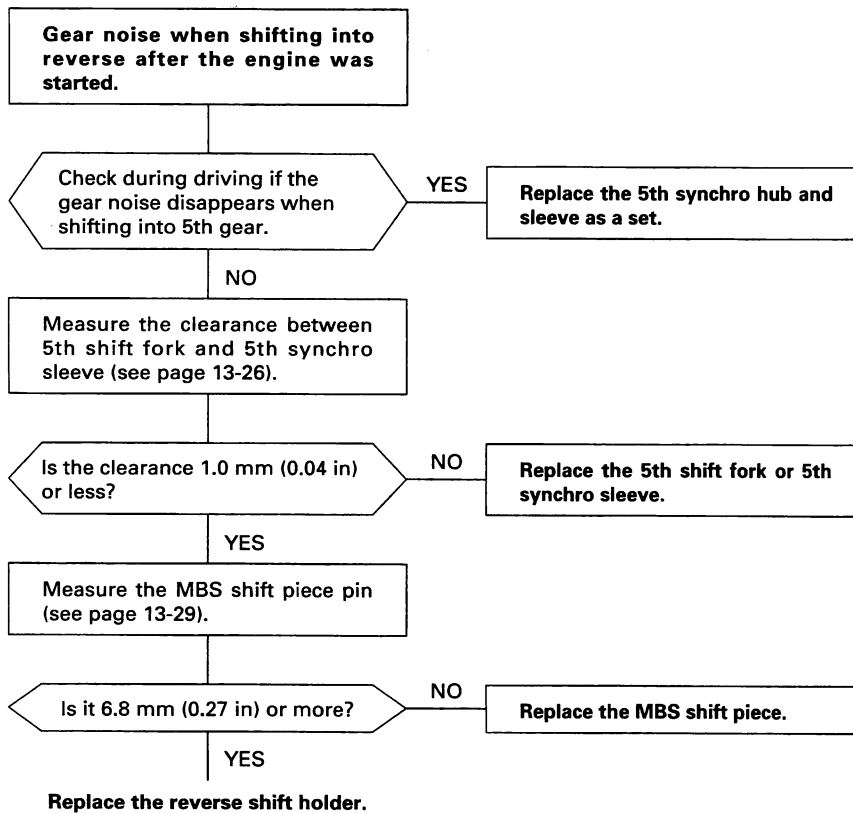 Gear noise when shifting into
reverse after the engine was
started.
Check during driving if the
gear noise disappears when
shifting into 5th gear.
YES
Replace the 5th synchro hub and
sleeve as a set.
NO
Measure the clearance between
5th shift fork and 5th synchro
sleeve (see page 13-26).
Is the clearance 1.0 mm (0.04 in)
or less?
NO
Replace the 5th shift fork or 5th
synchro sleeve.
YES
Measure the MBS shift piece pin
(see page 13-29).
Is it 6.8 mm (0.27 in) or more?
NO
Replace the MBS shift piece.
YES
Replace the reverse shift holder.